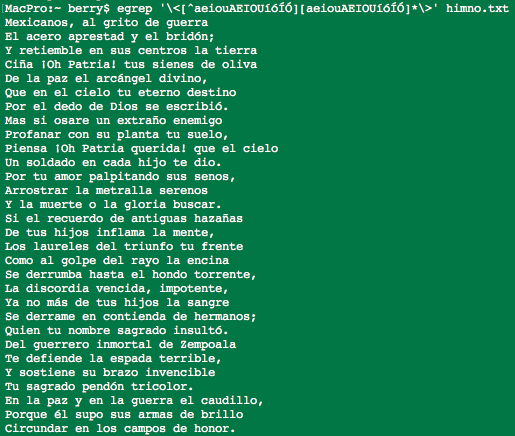 MacPro:~ berry$ egrep '\<[^aeiouAEIOUíóÍÓ][aeiouAEIOUíóÍÓ]*\>' himno.txt
Mexicanos, al grito de guerra
El acero aprestad y el bridón;
Y retiemble en sus centros la tierra
Ciña ¡Oh Patria! tus sienes de oliva
De la paz el arcángel divino,
Que en el cielo tu eterno destino
Por el dedo de Dios se escribió.
Mas si osare un extraño enemigo
Profanar con su planta tu suelo,
Piensa ¡Oh Patria querida! que el cielo
Un soldado en cada hijo te dio.
Por tu amor palpitando sus senos,
Arrostrar la metralla serenos
Y la muerte o la gloria buscar.
Si el recuerdo de antiguas hazañas
De tus hijos inflama la mente,
Los laureles del triunfo tu frente
Como al golpe del rayo la encina
Se derrumba hasta el hondo torrente,
La discordia vencida, impotente,
Ya no más de tus hijos la sangre
Se derrame en contienda de hermanos;
Quien tu nombre sagrado insultó.
Del guerrero inmortal de Zempoala
Te defiende la espada terrible,
Y sostiene su brazo invencible
Tu sagrado pendón tricolor.
En la paz y en la guerra el caudillo,
Porque él supo sus armas de brillo
Circundar en los campos de honor.